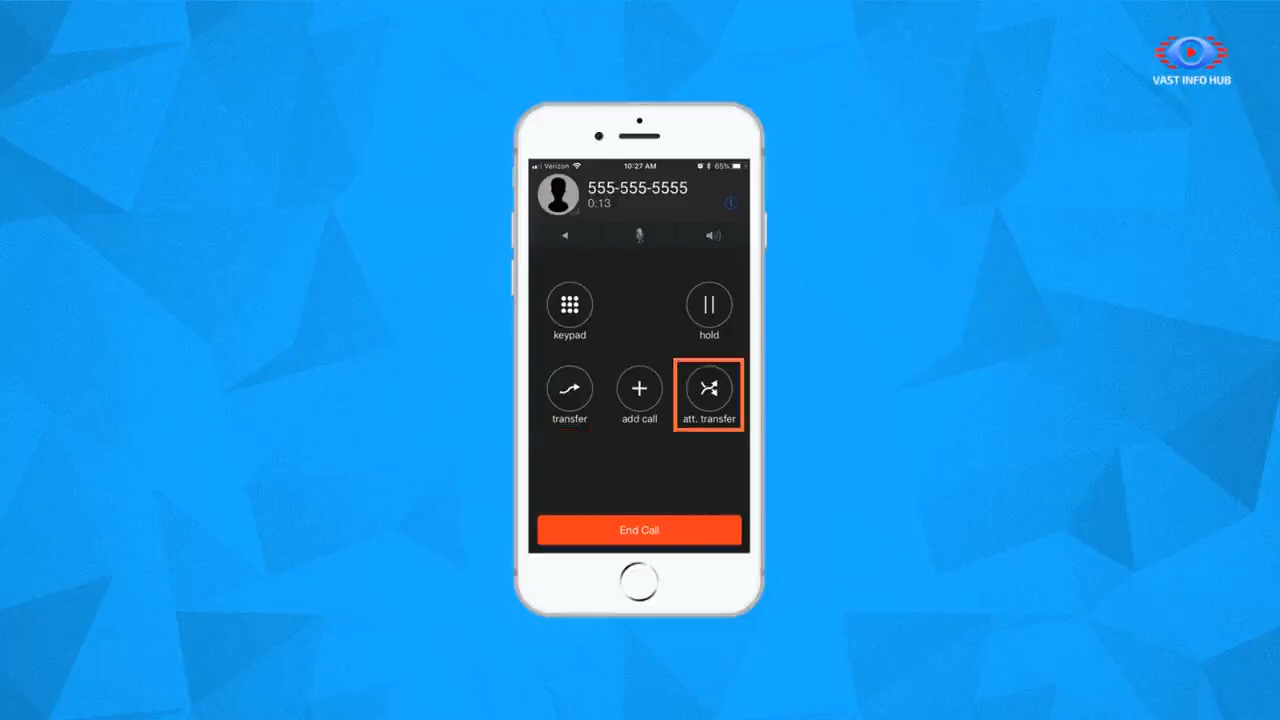 VAST INFO HUB
Verizon 10:27 AM 65%
555-555-5555
0:13
keypad hold
transfer add call att. transfer
End Call